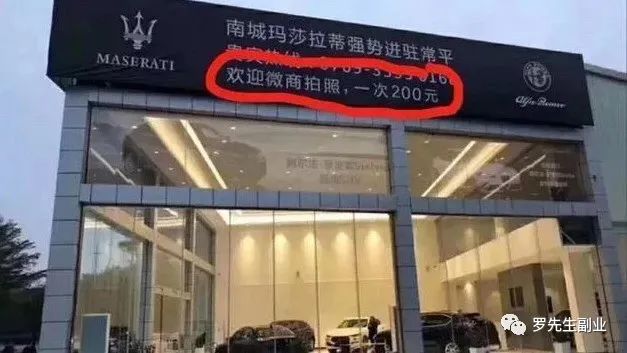 MASERATI
南城玛莎拉蒂强势进驻常平
欢迎微商拍照，一次200元
Alfa Romeo
罗先生副业